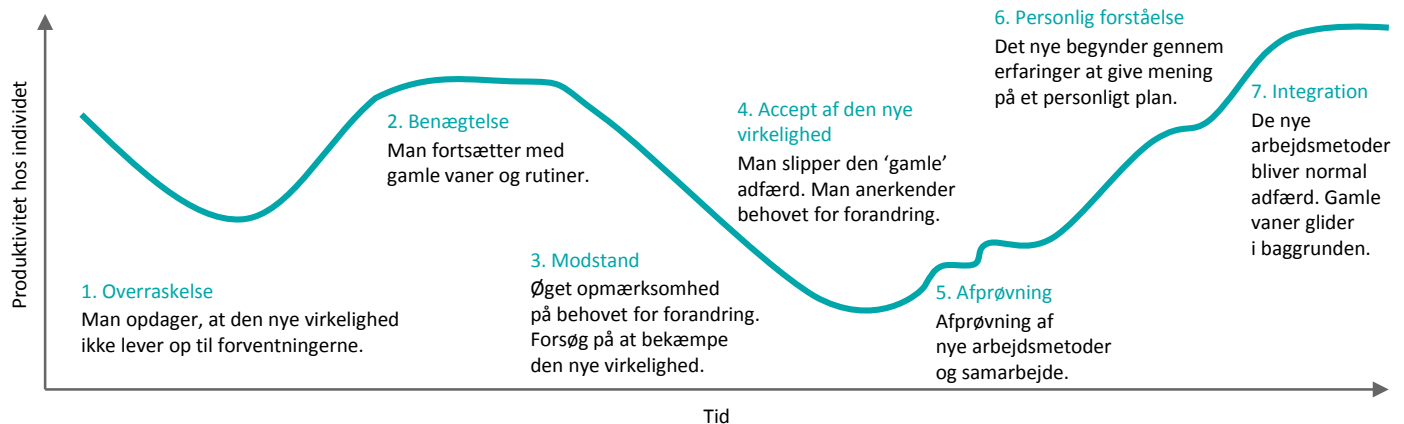 Produktivitet hos individet
1. Overraskelse
Man opdager, at den nye virkelighed
ikke lever op til forventningerne.
2. Benægtelse
Man fortsætter med
gamle vaner og rutiner.
3. Modstand
Øget opmærksomhed
på behovet for forandring.
Forsøg på at bekæmpe
den nye virkelighed.
4. Accept af den nye
virkelighed
Man slipper den ‘gamle’
adfærd. Man anerkender
behovet for forandring.
5. Afprøvning
Afprøvning af
nye arbejdsmetoder
og samarbejde.
6. Personlig forståelse
Det nye begynder gennem
erfaringer at give mening
på et personligt plan.
7. Integration
De nye
arbejdsmetoder
bliver normal
adfærd. Gamle
vaner glider
i baggrunden.
Tid